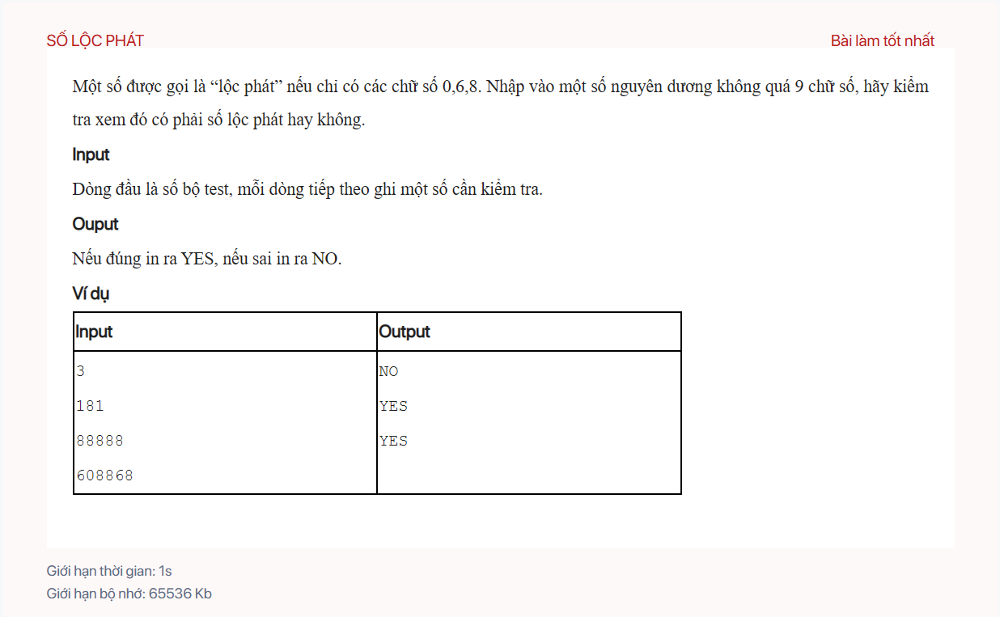 SỐ LỘC PHÁT
Bài làm tốt nhất
Một số được gọi là “lộc phát” nếu chỉ có các chữ số 0,6,8. Nhập vào một số nguyên dương không quá 9 chữ số, hãy kiểm
tra xem đó có phải số lộc phát hay không.
Input
Dòng đầu là số bộ test, mỗi dòng tiếp theo ghi một số cần kiểm tra.
Ouput
Nếu đúng in ra YES, nếu sai in ra NO.
Ví dụ
Input Output
3 NO
181 YES
88888 YES
608868
Giới hạn thời gian: 1s
Giới hạn bộ nhớ: 65536 Kb